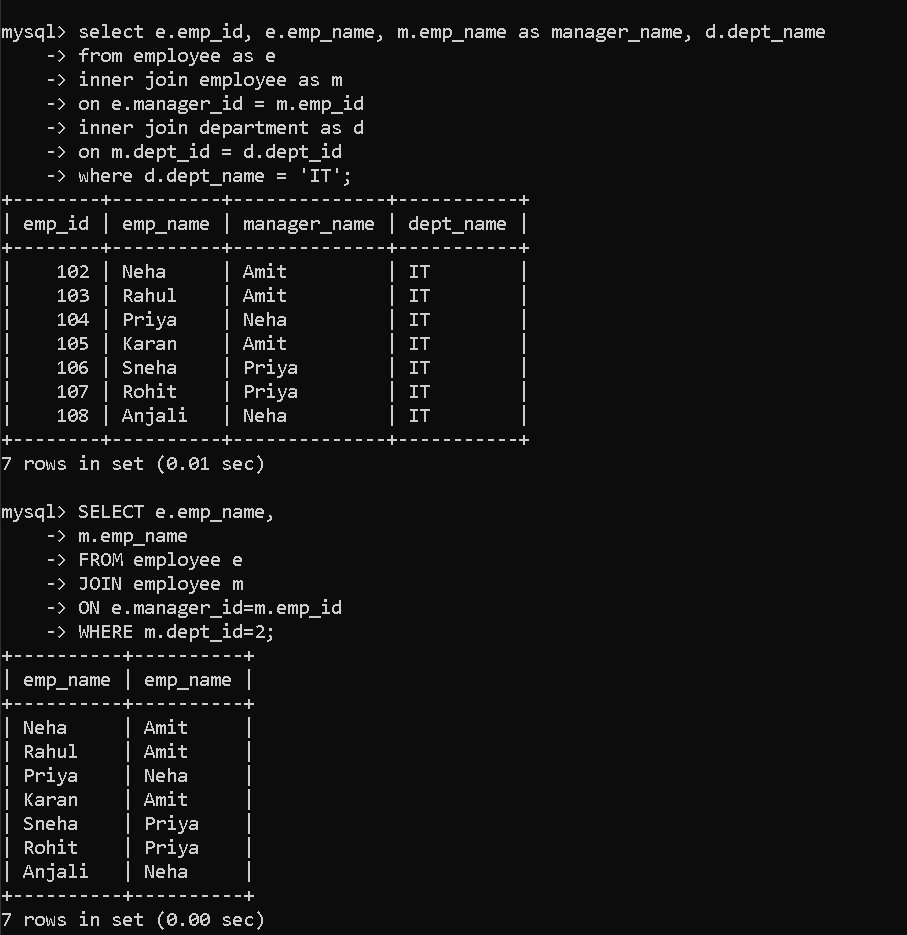 mysql> select e.emp_id, e.emp_name, m.emp_name as manager_name, d.dept_name
    -> from employee as e
    -> inner join employee as m
    -> on e.manager_id = m.emp_id
    -> inner join department as d
    -> on m.dept_id = d.dept_id
    -> where d.dept_name = 'IT';
+--------+----------+--------------+-----------+
| emp_id | emp_name | manager_name | dept_name |
+--------+----------+--------------+-----------+
|    102 | Neha     | Amit         | IT        |
|    103 | Rahul    | Amit         | IT        |
|    104 | Priya    | Neha         | IT        |
|    105 | Karan    | Amit         | IT        |
|    106 | Sneha    | Priya        | IT        |
|    107 | Rohit    | Priya        | IT        |
|    108 | Anjali   | Neha         | IT        |
+--------+----------+--------------+-----------+
7 rows in set (0.01 sec)

mysql> SELECT e.emp_name,
    -> m.emp_name
    -> FROM employee e
    -> JOIN employee m
    -> ON e.manager_id=m.emp_id
    -> WHERE m.dept_id=2;
+----------+----------+
| emp_name | emp_name |
+----------+----------+
| Neha     | Amit     |
| Rahul    | Amit     |
| Priya    | Neha     |
| Karan    | Amit     |
| Sneha    | Priya    |
| Rohit    | Priya    |
| Anjali   | Neha     |
+----------+----------+
7 rows in set (0.00 sec)